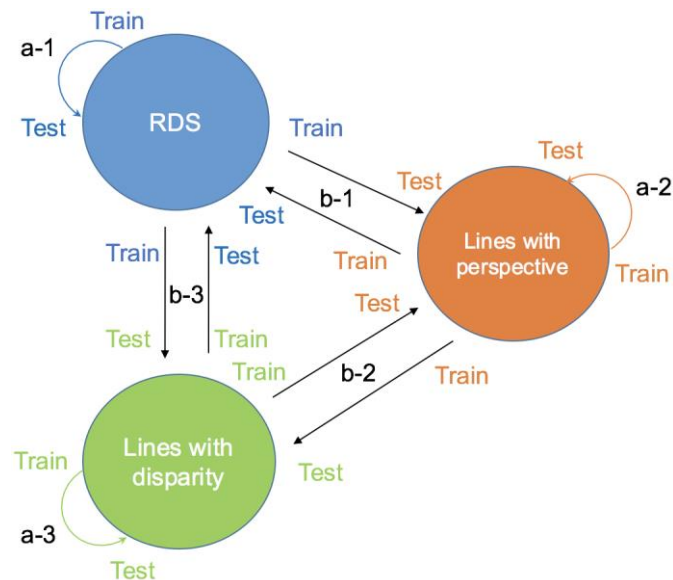 Train
a-1
Test
RDS
Train
Test
a-2
Test
b-1
Test
Lines with
perspective
Train
Test
Train
Train
b-3
Test
Test
Train
Train
b-2
Train
Lines with
disparity
Train
Test
a-3
Test